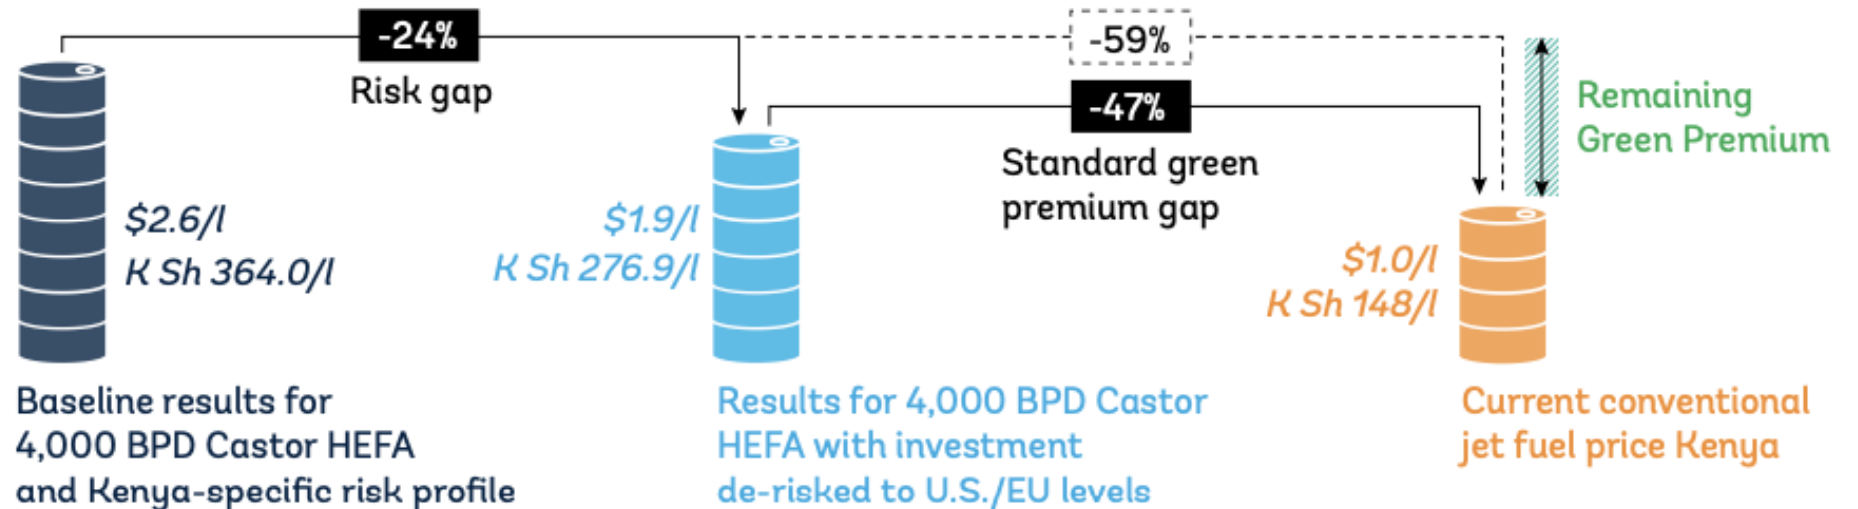 -24%
Risk gap
-59%
-47%
Standard green
premium gap
Remaining
Green Premium
$2.6/l
K Sh 364.0/l
$1.9/l
K Sh 276.9/l
$1.0/l
K Sh 148/l
Baseline results for
4,000 BPD Castor HEFA
and Kenya-specific risk profile
Results for 4,000 BPD Castor
HEFA with investment
de-risked to U.S./EU levels
Current conventional
jet fuel price Kenya